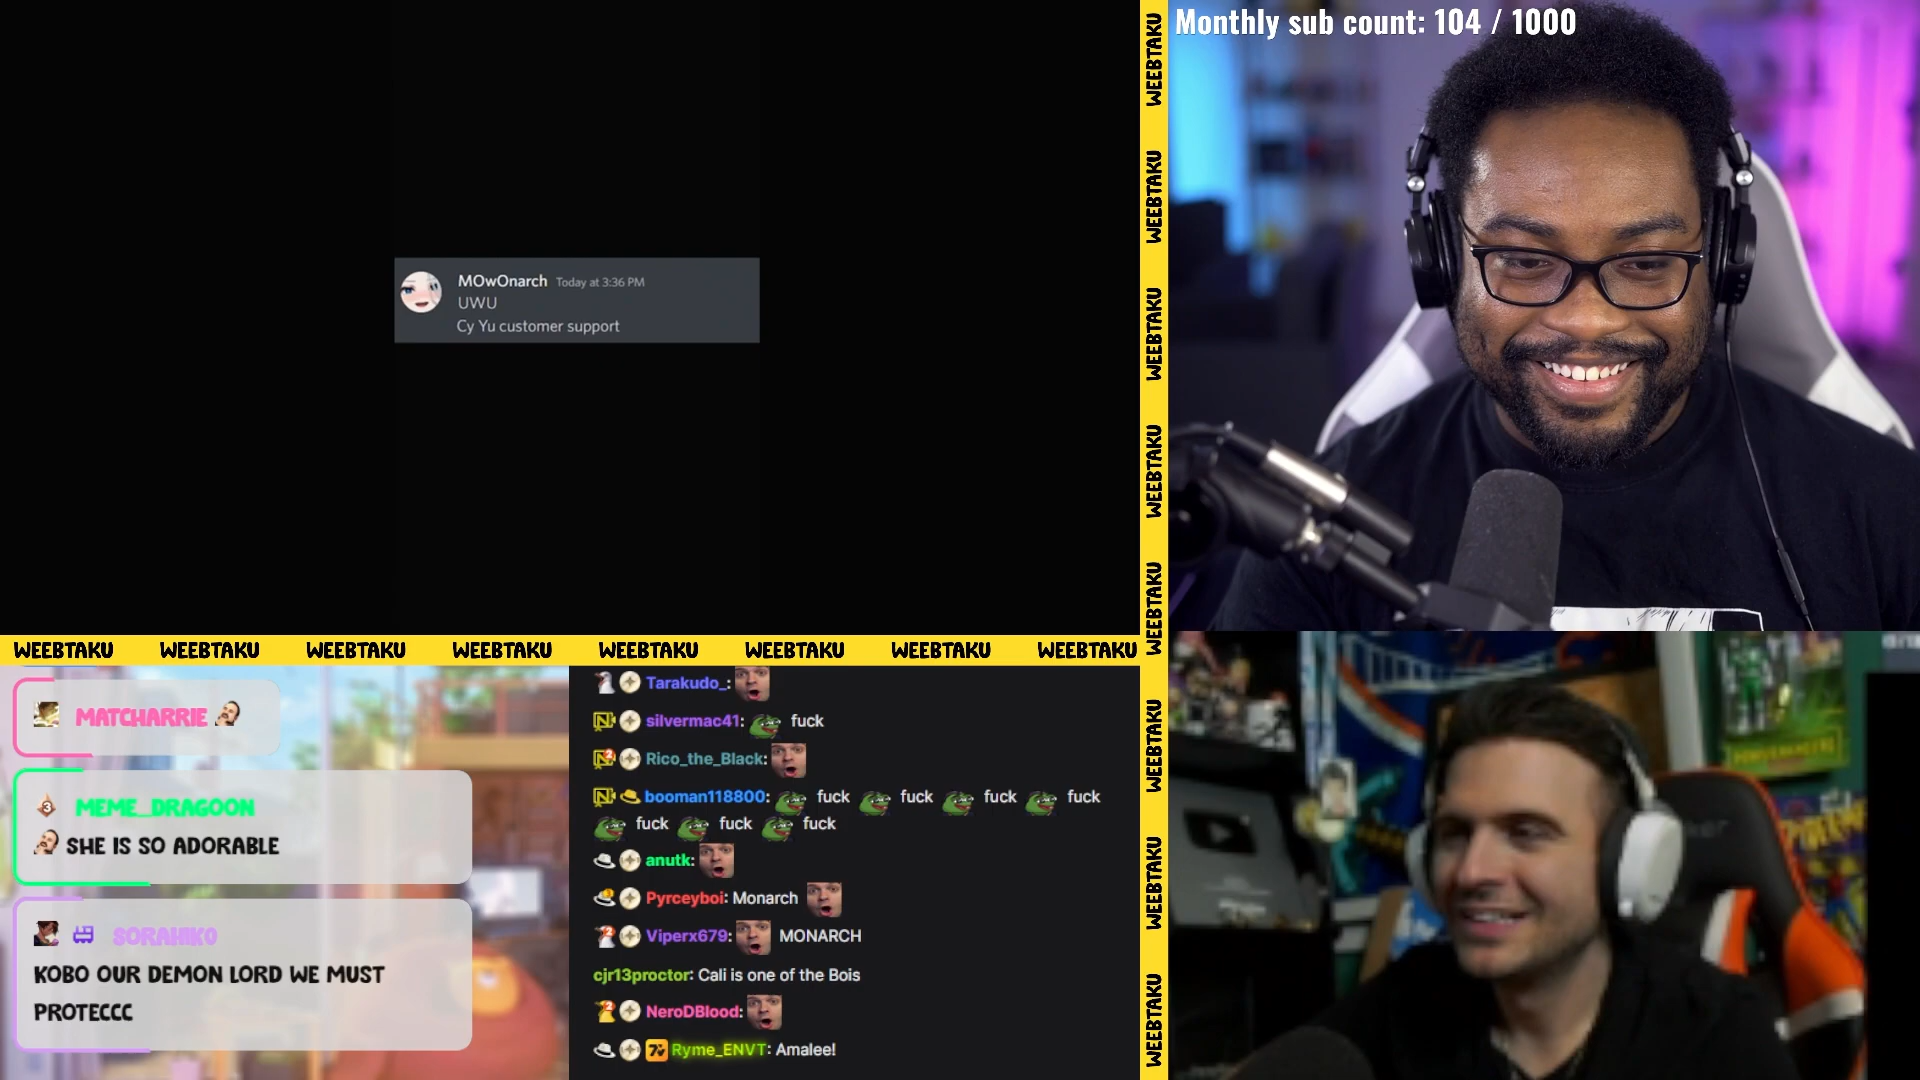 Monthly sub count: 104 / 1000
MOwOnarch Today at 3:36 PM
UWU
Cy Yu customer support
WEEBTAKU WEEBTAKU WEEBTAKU WEEBTAKU WEEBTAKU WEEBTAKU WEEBTAKU WEEBTAKU
WEEBTAKU WEEBTAKU WEEBTAKU WEEBTAKU WEEBTAKU WEEBTAKU WEEBTAKU WEEBTAKU
MATCHARRIE
3 MEME_DRAGOON
SHE IS SO ADORABLE
SORAHIKO
KOBO OUR DEMON LORD WE MUST
PROTECCC
Tarakudo_:
silvermac41: fuck
Rico_the_Black:
booman118800: fuck fuck fuck fuck
fuck fuck fuck
anutk:
Pyrceyboi: Monarch
Viperx679: MONARCH
cjr13proctor: Cali is one of the Bois
NeroDBlood:
Ryme_ENVT: Amalee!